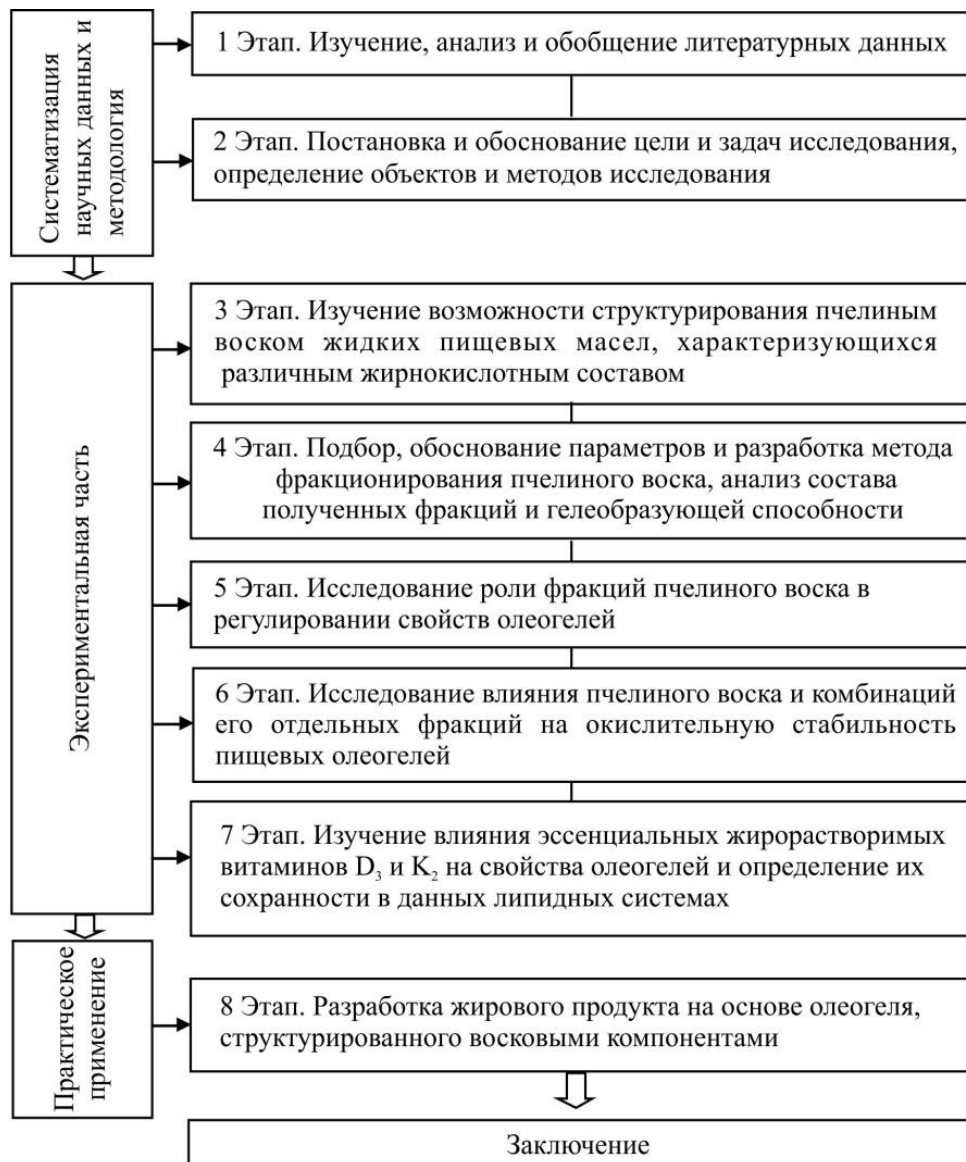 Систематизация
научных данных и
методология
1 Этап. Изучение, анализ и обобщение литературных данных
2 Этап. Постановка и обоснование цели и задач исследования,
определение объектов и методов исследования
Экспериментальная часть
3 Этап. Изучение возможности структурирования пчелиным
воском жидких пищевых масел, характеризующихся
различным жирнокислотным составом
4 Этап. Подбор, обоснование параметров и разработка метода
фракционирования пчелиного воска, анализ состава
полученных фракций и гелеобразующей способности
5 Этап. Исследование роли фракций пчелиного воска в
регулировании свойств олеогелей
6 Этап. Исследование влияния пчелиного воска и комбинаций
его отдельных фракций на окислительную стабильность
пищевых олеогелей
7 Этап. Изучение влияния эссенциальных жирорастворимых
витаминов D₃ и K₂ на свойства олеогелей и определение их
сохранности в данных липидных системах
Практическое
применение
8 Этап. Разработка жирового продукта на основе олеогеля,
структурированного восковыми компонентами
Заключение